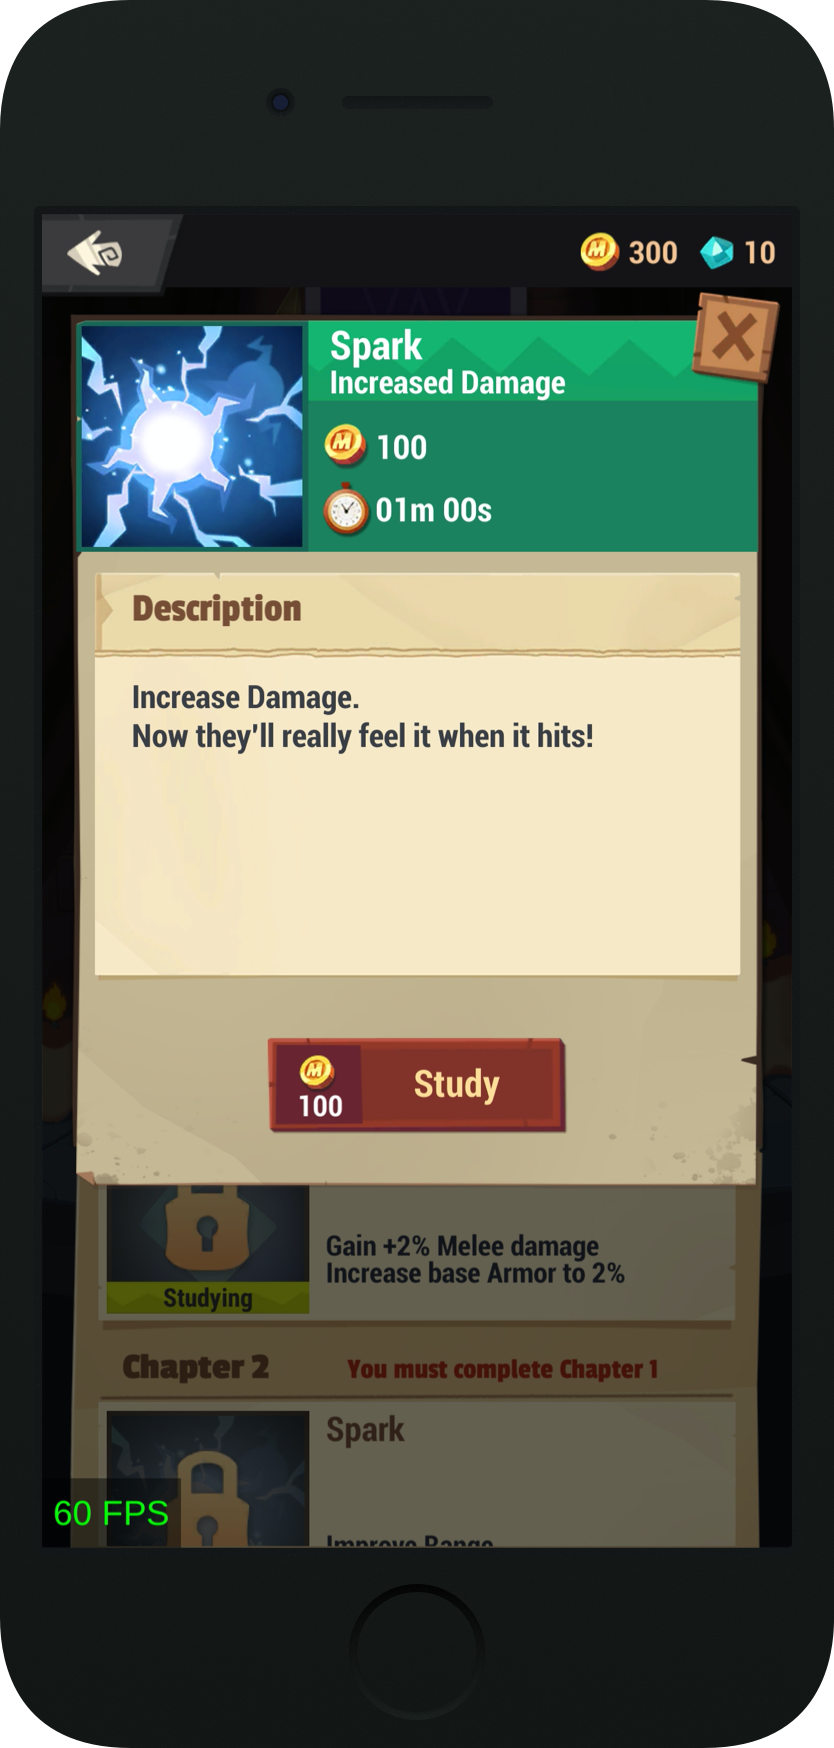 300 10
Spark
Increased Damage
100
01m 00s
Description
Increase Damage.
Now they'll really feel it when it hits!
100
Study
Gain +2% Melee damage
Increase base Armor to 2%
Studying
Chapter 2 You must complete Chapter 1
Spark
Improve Range
60 FPS